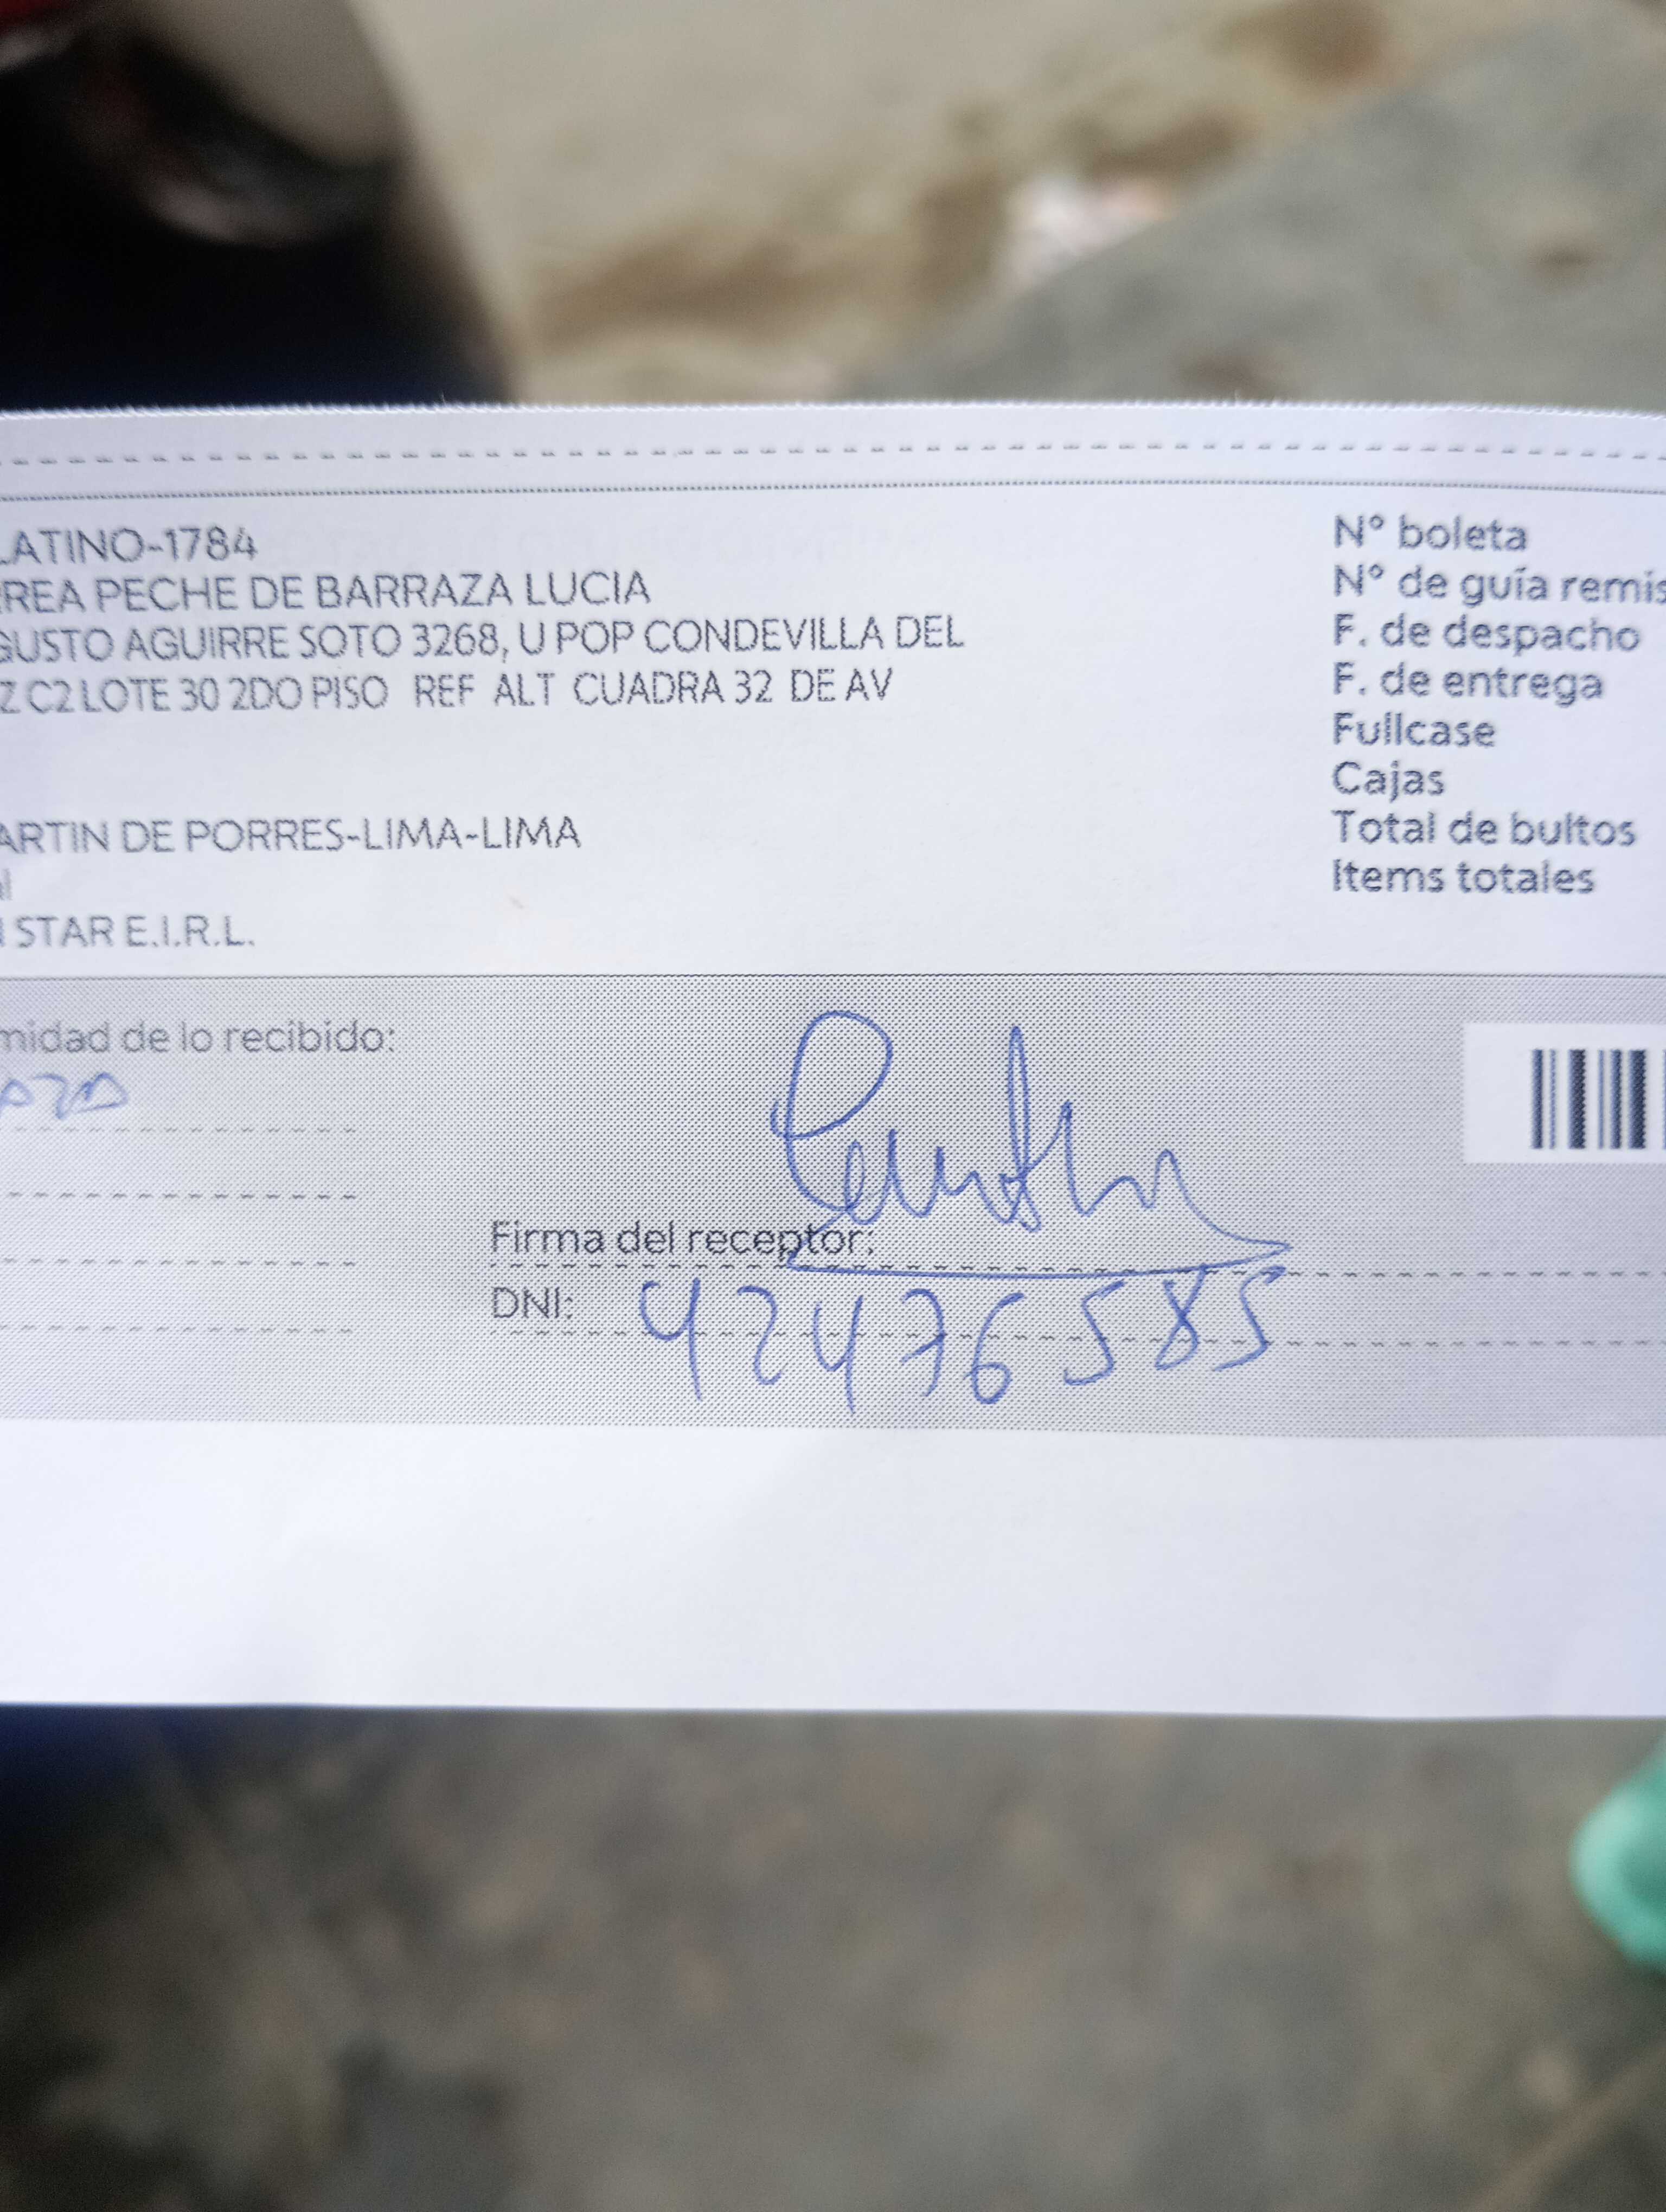 LATINO-1784
RREA PECHE DE BARRAZA LUCIA
GUSTO AGUIRRE SOTO 3268, U POP CONDEVILLA DEL
Z C2 LOTE 30 2DO PISO REF ALT CUADRA 32 DE AV
ARTIN DE PORRES-LIMA-LIMA
STAR E.I.R.L.
N° boleta
N° de guía remis
F. de despacho
F. de entrega
Fullcase
Cajas
Total de bultos
Items totales
midad de lo recibido:
Firma del receptor:
DNI: 42476585